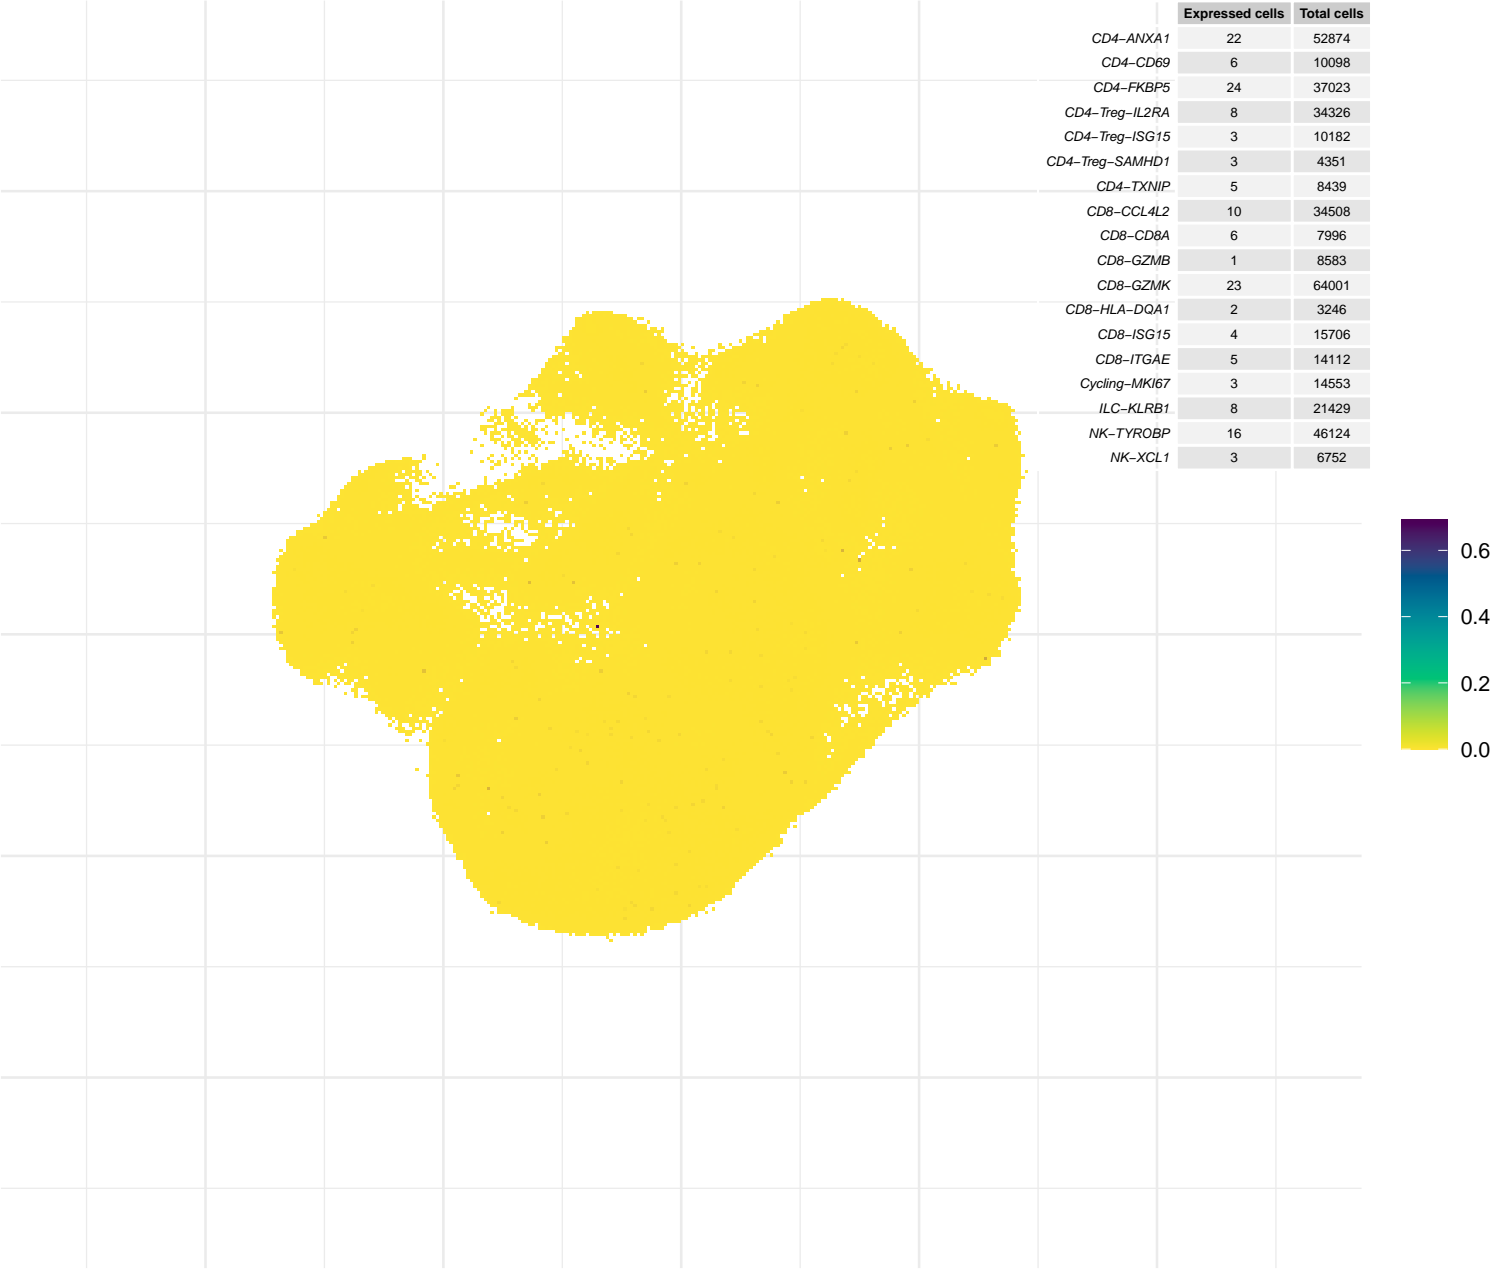 Expressed cells Total cells
CD4−ANXA1 22 52874
CD4−CD69 6 10098
CD4−FKBP5 24 37023
CD4−Treg−IL2RA 8 34326
CD4−Treg−ISG15 3 10182
CD4−Treg−SAMHD1 3 4351
CD4−TXNIP 5 8439
CD8−CCL4L2 10 34508
CD8−CD8A 6 7996
CD8−GZMB 1 8583
CD8−GZMK 23 64001
CD8−HLA−DQA1 2 3246
CD8−ISG15 4 15706
CD8−ITGAE 5 14112
Cycling−MKI67 3 14553
ILC−KLRB1 8 21429
NK−TYROBP 16 46124
NK−XCL1 3 6752
0.6
0.4
0.2
0.0